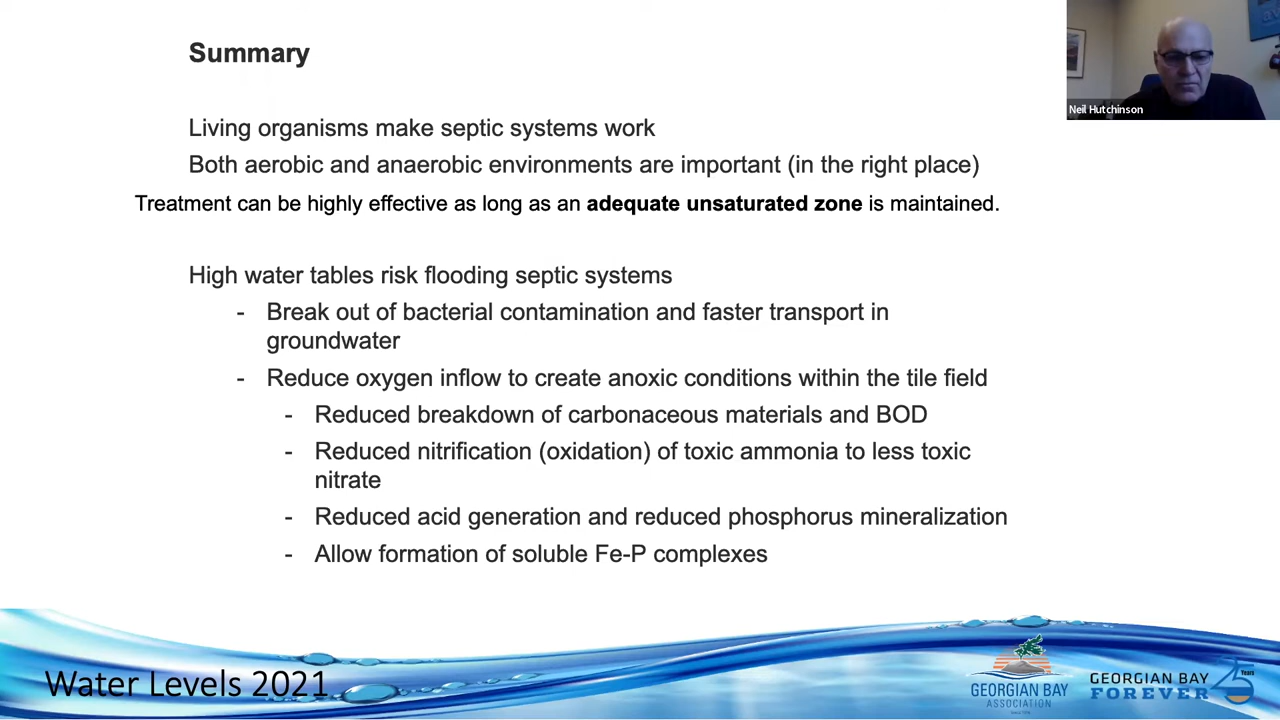 Summary
Neil Hutchinson
Living organisms make septic systems work
Both aerobic and anaerobic environments are important (in the right place)
Treatment can be highly effective as long as an adequate unsaturated zone is maintained.
High water tables risk flooding septic systems
- Break out of bacterial contamination and faster transport in
groundwater
- Reduce oxygen inflow to create anoxic conditions within the tile field
- Reduced breakdown of carbonaceous materials and BOD
- Reduced nitrification (oxidation) of toxic ammonia to less toxic
nitrate
- Reduced acid generation and reduced phosphorus mineralization
- Allow formation of soluble Fe-P complexes
Water Levels 2021
GEORGIAN BAY
ASSOCIATION
GEORGIAN BAY
FOREVER
25
Years